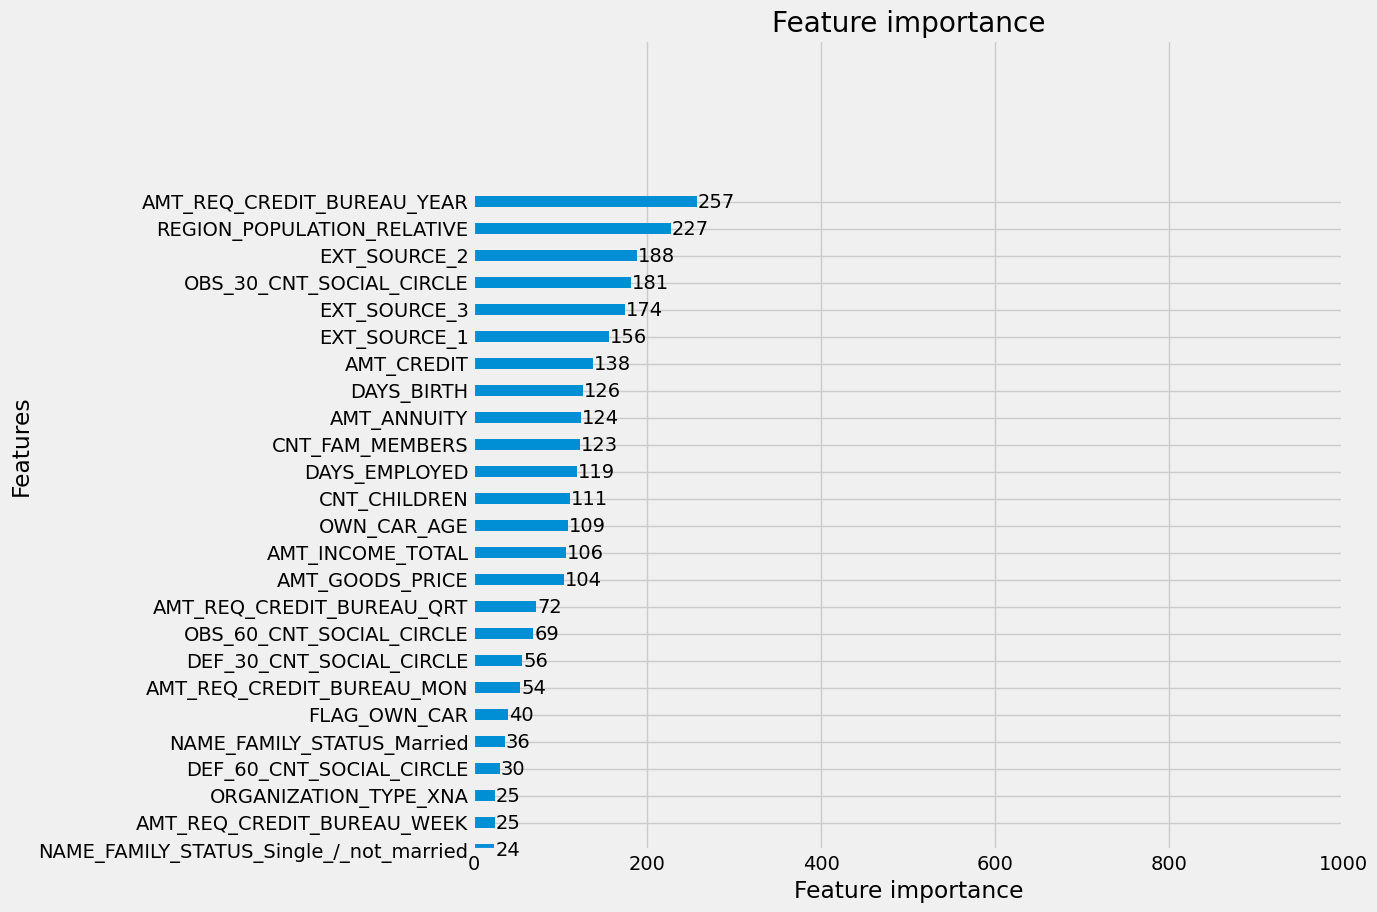 Feature importance
AMT_REQ_CREDIT_BUREAU_YEAR 257
REGION_POPULATION_RELATIVE 227
EXT_SOURCE_2 188
OBS_30_CNT_SOCIAL_CIRCLE 181
EXT_SOURCE_3 174
EXT_SOURCE_1 156
AMT_CREDIT 138
DAYS_BIRTH 126
AMT_ANNUITY 124
CNT_FAM_MEMBERS 123
DAYS_EMPLOYED 119
CNT_CHILDREN 111
OWN_CAR_AGE 109
AMT_INCOME_TOTAL 106
AMT_GOODS_PRICE 104
AMT_REQ_CREDIT_BUREAU_QRT 72
OBS_60_CNT_SOCIAL_CIRCLE 69
DEF_30_CNT_SOCIAL_CIRCLE 56
AMT_REQ_CREDIT_BUREAU_MON 54
FLAG_OWN_CAR 40
NAME_FAMILY_STATUS_Married 36
DEF_60_CNT_SOCIAL_CIRCLE 30
ORGANIZATION_TYPE_XNA 25
AMT_REQ_CREDIT_BUREAU_WEEK 25
NAME_FAMILY_STATUS_Single_/_not_married 24
Features
0 200 400 600 800 1000
Feature importance